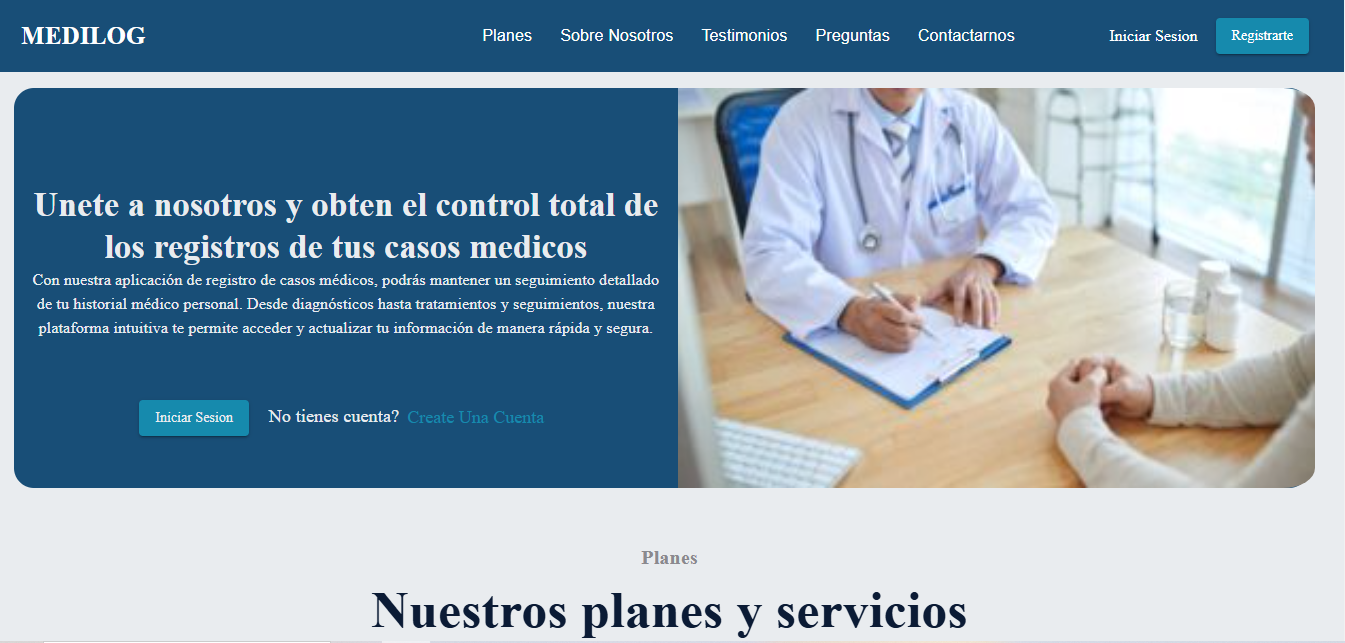 MEDILOG
Planes Sobre Nosotros Testimonios Preguntas Contactarnos
Iniciar Sesion Registrarte
Unete a nosotros y obten el control total de
los registros de tus casos medicos
Con nuestra aplicación de registro de casos médicos, podrás mantener un seguimiento detallado
de tu historial médico personal. Desde diagnósticos hasta tratamientos y seguimientos, nuestra
plataforma intuitiva te permite acceder y actualizar tu información de manera rápida y segura.
Iniciar Sesion No tienes cuenta? Create Una Cuenta
Planes
Nuestros planes y servicios